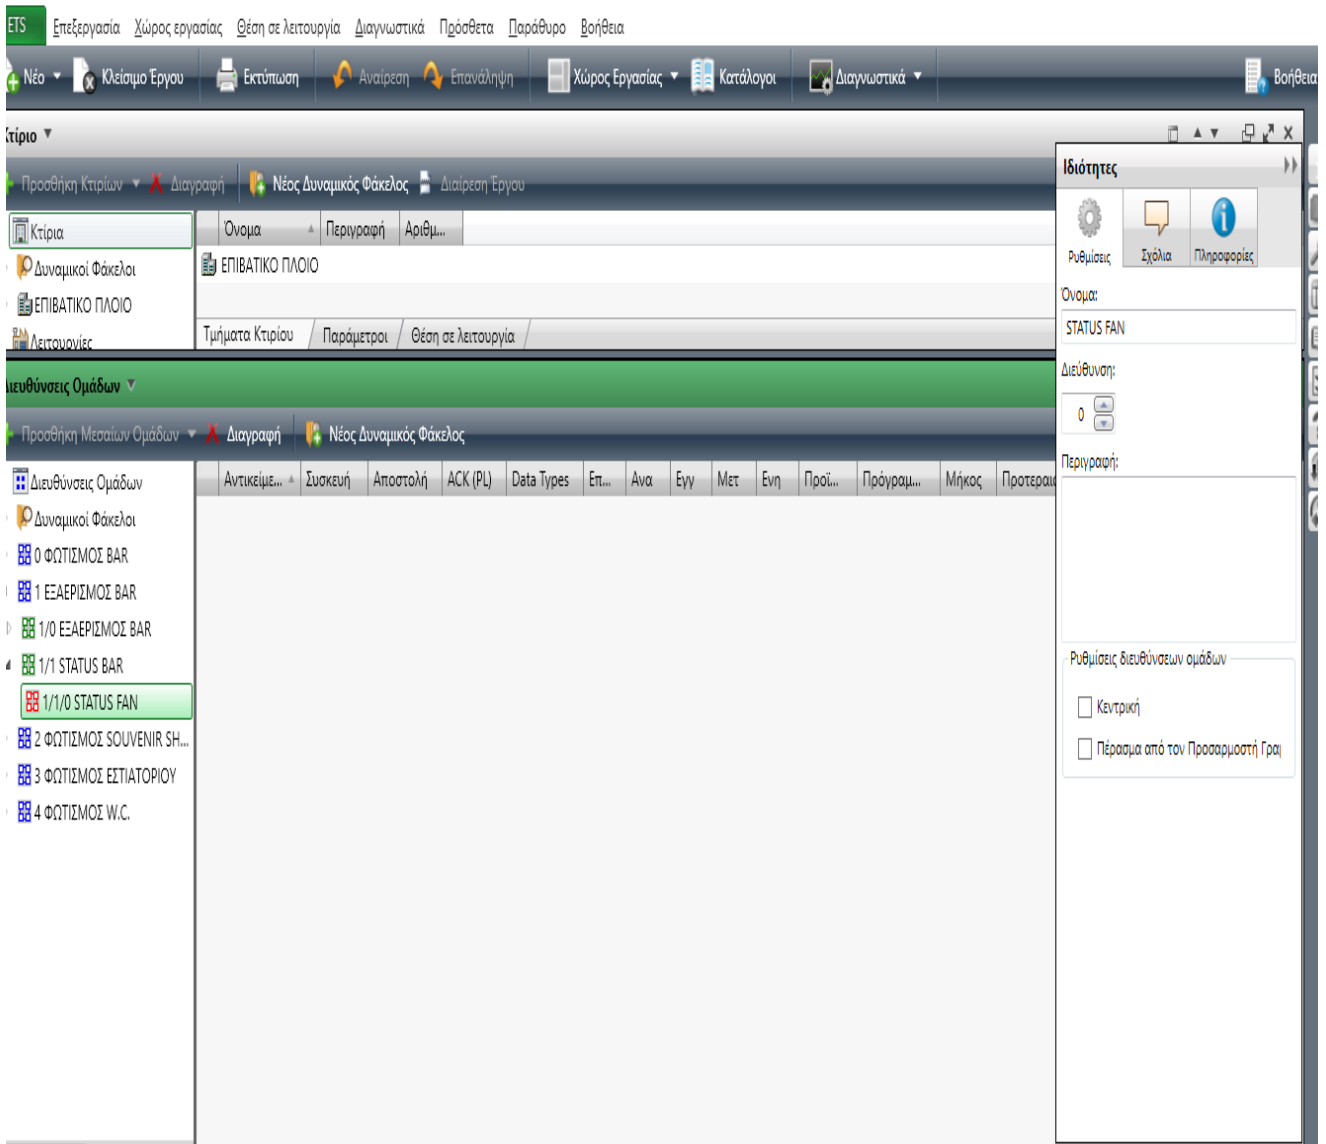 ETS Επεξεργασία Χώρος εργασίας Θέση σε λειτουργία Διαγνωστικά Πρόσθετα Παράθυρο Βοήθεια
Νέο Κλείσιμο Έργου Εκτύπωση Αναίρεση Επανάληψη Χώρος Εργασίας Κατάλογοι Διαγνωστικά Βοήθεια
Κτίριο
Προσθήκη Κτιρίων Διαγραφή Νέος Δυναμικός Φάκελος Διαίρεση Έργου
Κτίρια
Δυναμικοί Φάκελοι
ΕΠΙΒΑΤΙΚΟ ΠΛΟΙΟ
Λειτουργίες
Όνομα Περιγραφή Αριθμ...
ΕΠΙΒΑΤΙΚΟ ΠΛΟΙΟ
Τμήματα Κτιρίου Παράμετροι Θέση σε λειτουργία
Διευθύνσεις Ομάδων
Προσθήκη Μεσαίων Ομάδων Διαγραφή Νέος Δυναμικός Φάκελος
Διευθύνσεις Ομάδων
Δυναμικοί Φάκελοι
0 ΦΩΤΙΣΜΟΣ BAR
1 ΕΞΑΕΡΙΣΜΟΣ BAR
1/0 ΕΞΑΕΡΙΣΜΟΣ BAR
1/1 STATUS BAR
1/1/0 STATUS FAN
2 ΦΩΤΙΣΜΟΣ SOUVENIR SH...
3 ΦΩΤΙΣΜΟΣ ΕΣΤΙΑΤΟΡΙΟΥ
4 ΦΩΤΙΣΜΟΣ W.C.
Αντικείμε... Συσκευή Αποστολή ACK (PL) Data Types Επ... Ανα Εγγ Μετ Ενη Προϊ... Πρόγραμ... Μήκος Προτεραιο
Ιδιότητες
Ρυθμίσεις Σχόλια Πληροφορίες
Όνομα:
STATUS FAN
Διεύθυνση:
0
Περιγραφή:
Ρυθμίσεις διευθύνσεων ομάδων
Κεντρική
Πέρασμα από τον Προσαρμοστή Γραμ